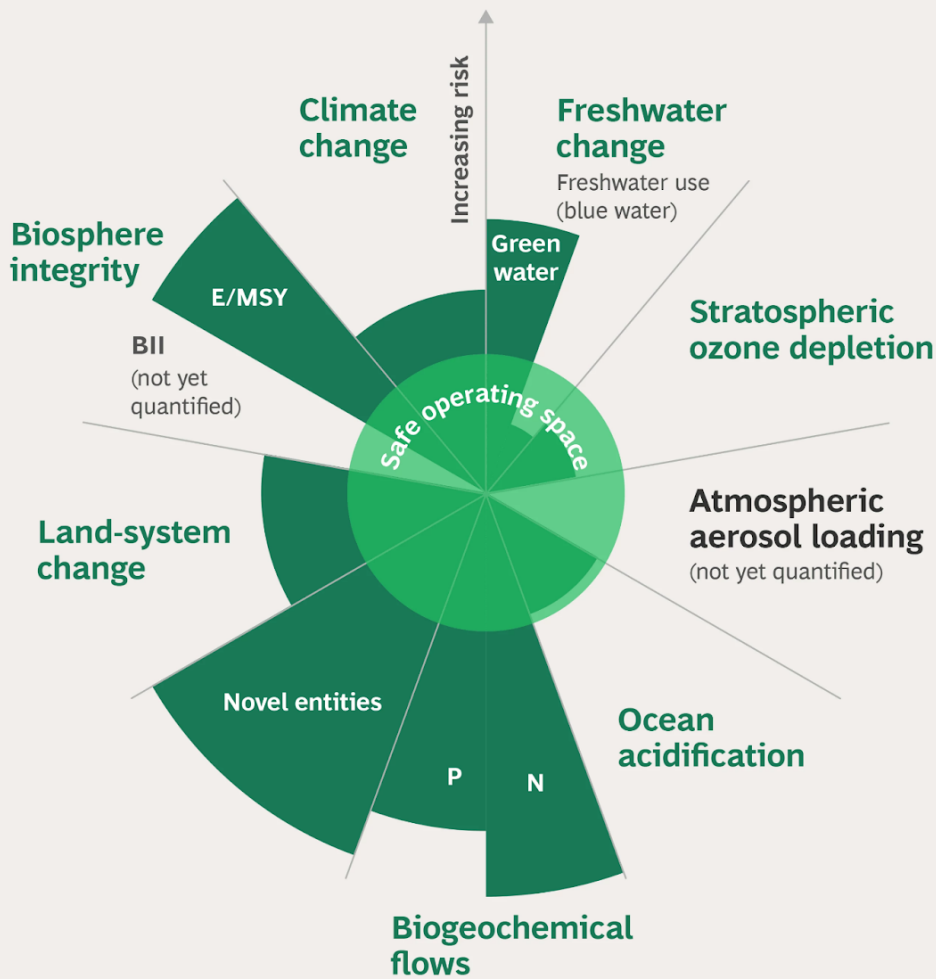 Increasing risk
Climate
change
Freshwater
change
Freshwater use
(blue water)
Green
water
Biosphere
integrity
E/MSY
BII
(not yet
quantified)
Stratospheric
ozone depletion
Safe operating space
Atmospheric
aerosol loading
(not yet quantified)
Land-system
change
Novel entities
P
N
Ocean
acidification
Biogeochemical
flows